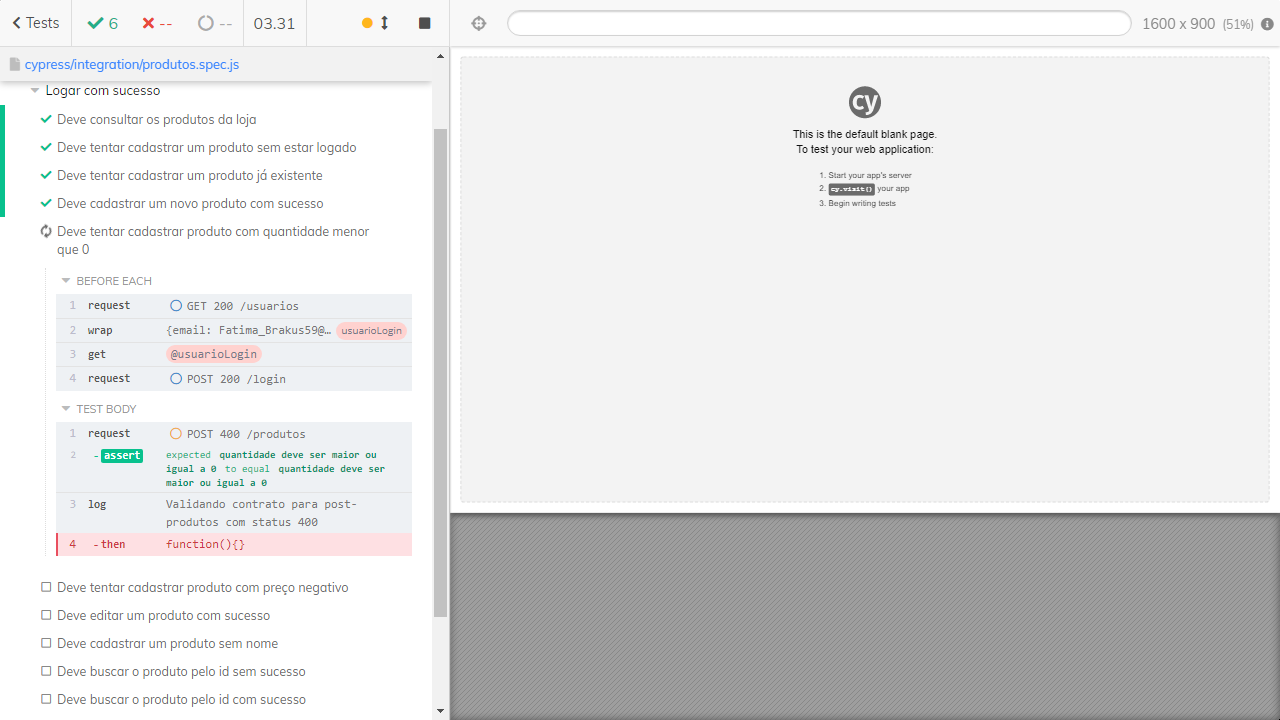 Tests
6
--
--
03.31
1600 x 900 (51%)
cypress/integration/produtos.spec.js
Logar com sucesso
Deve consultar os produtos da loja
Deve tentar cadastrar um produto sem estar logado
Deve tentar cadastrar um produto já existente
Deve cadastrar um novo produto com sucesso
Deve tentar cadastrar produto com quantidade menor
que 0
BEFORE EACH
1 request GET 200 /usuarios
2 wrap {email: Fatima_Brakus59@… usuarioLogin
3 get @usuarioLogin
4 request POST 200 /login
TEST BODY
1 request POST 400 /produtos
2 -assert expected quantidade deve ser maior ou
igual a 0 to equal quantidade deve ser
maior ou igual a 0
3 log Validando contrato para post-
produtos com status 400
4 -then function(){}
Deve tentar cadastrar produto com preço negativo
Deve editar um produto com sucesso
Deve cadastrar um produto sem nome
Deve buscar o produto pelo id sem sucesso
Deve buscar o produto pelo id com sucesso
cy
This is the default blank page.
To test your web application:
1. Start your app's server
2. cy.visit() your app
3. Begin writing tests